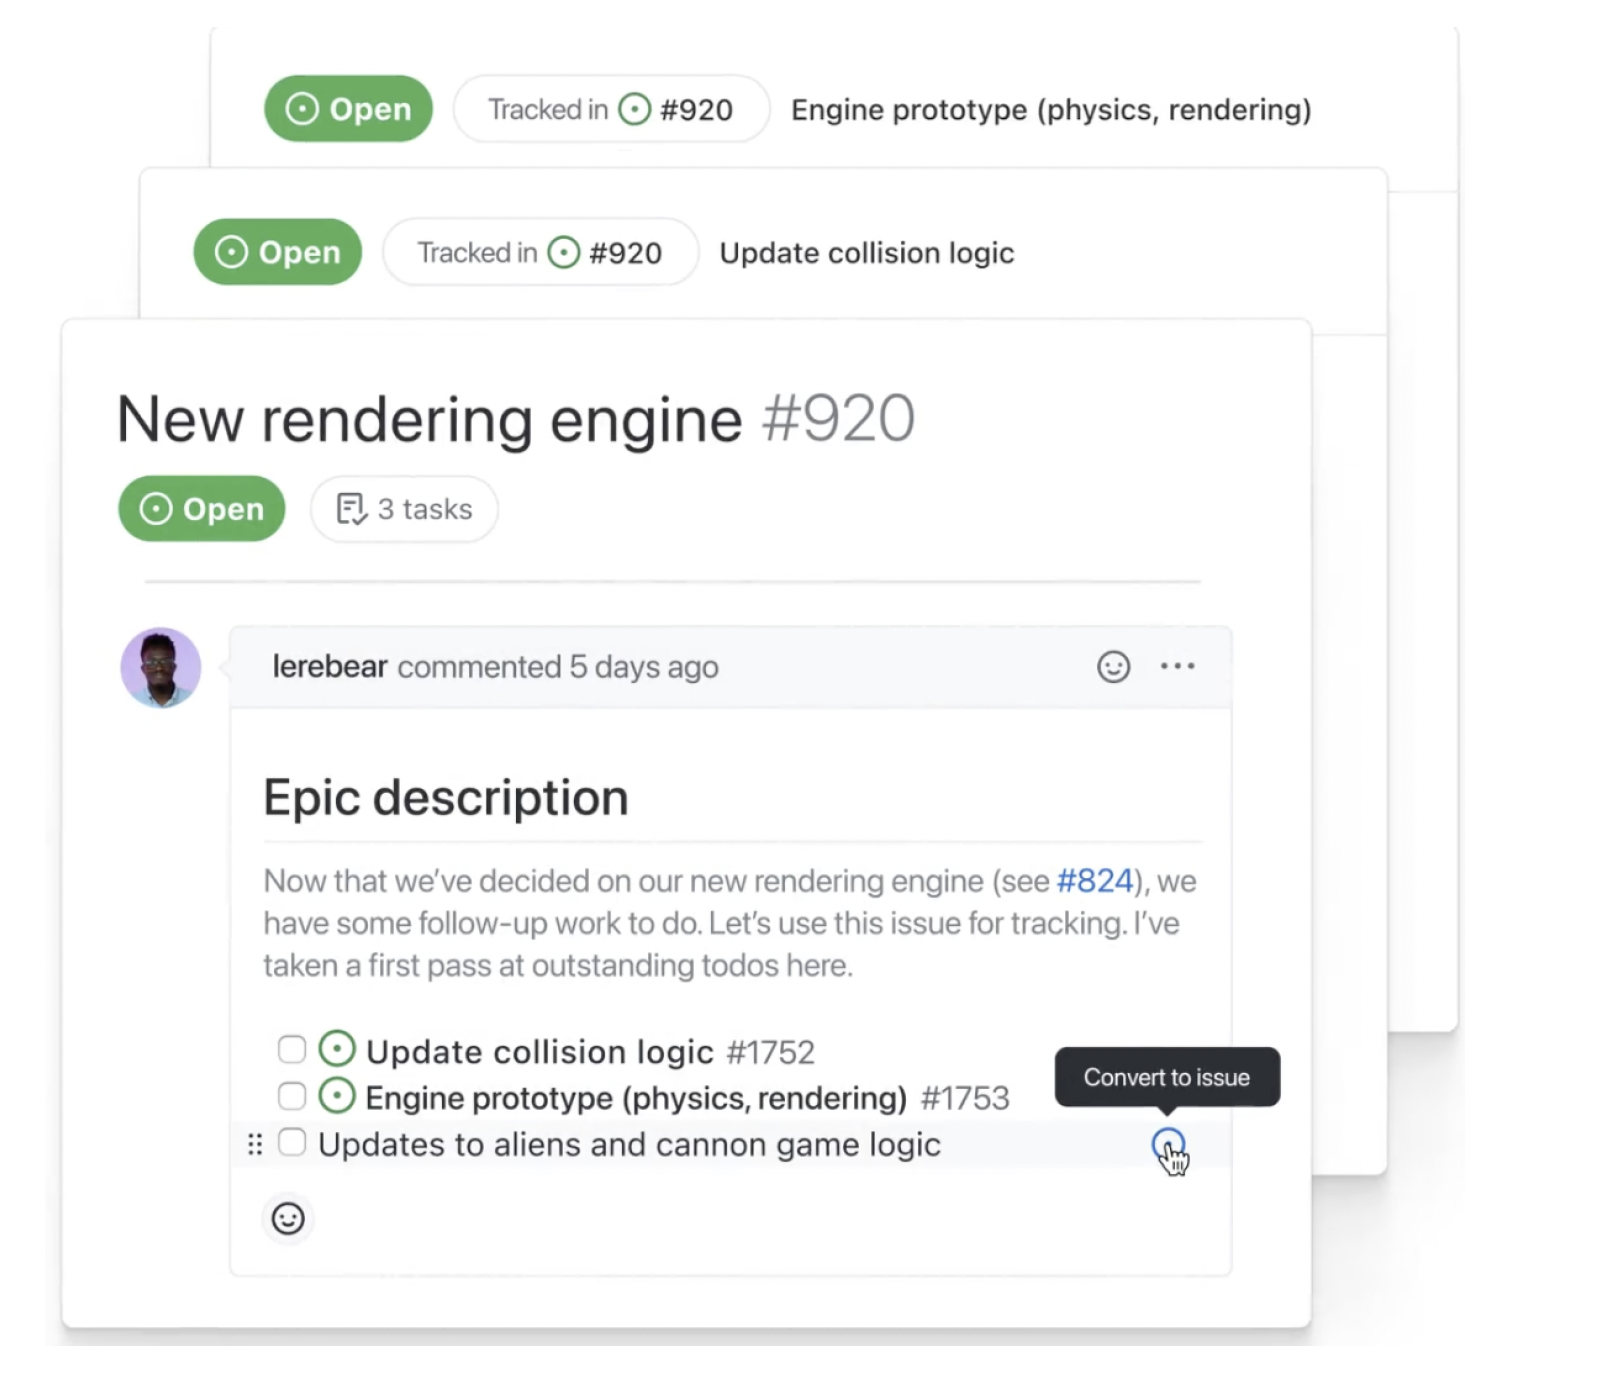 Open Tracked in #920 Engine prototype (physics, rendering)
Open Tracked in #920 Update collision logic
New rendering engine #920
Open 3 tasks
lerebear commented 5 days ago
Epic description
Now that we’ve decided on our new rendering engine (see #824), we
have some follow-up work to do. Let’s use this issue for tracking. I’ve
taken a first pass at outstanding todos here.
Update collision logic #1752
Convert to issue
Engine prototype (physics, rendering) #1753
Updates to aliens and cannon game logic